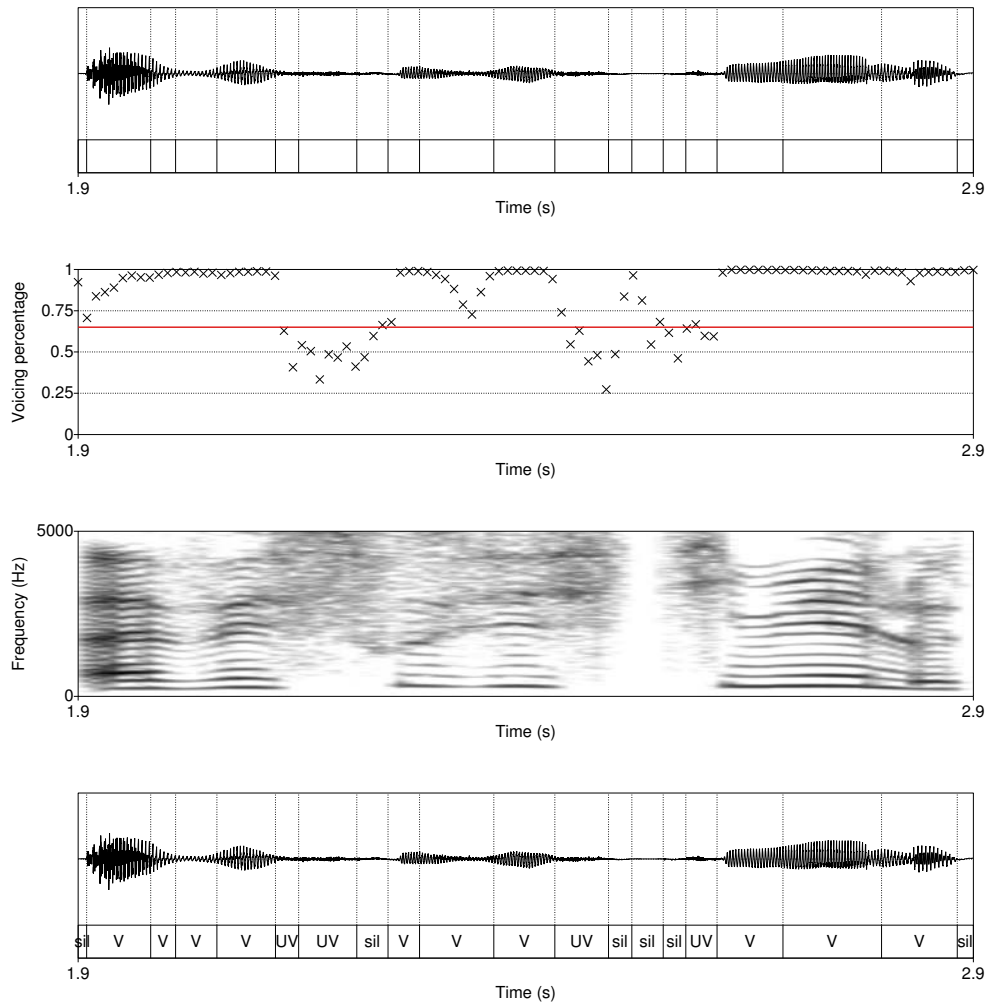 1.9 2.9
Time (s)
1
0.75
0.5
0.25
0
Voicing percentage
1.9 2.9
Time (s)
5000
0
Frequency (Hz)
1.9 2.9
Time (s)
sil V V V V UV UV sil V V V UV sil sil sil UV V V V sil
1.9 2.9
Time (s)